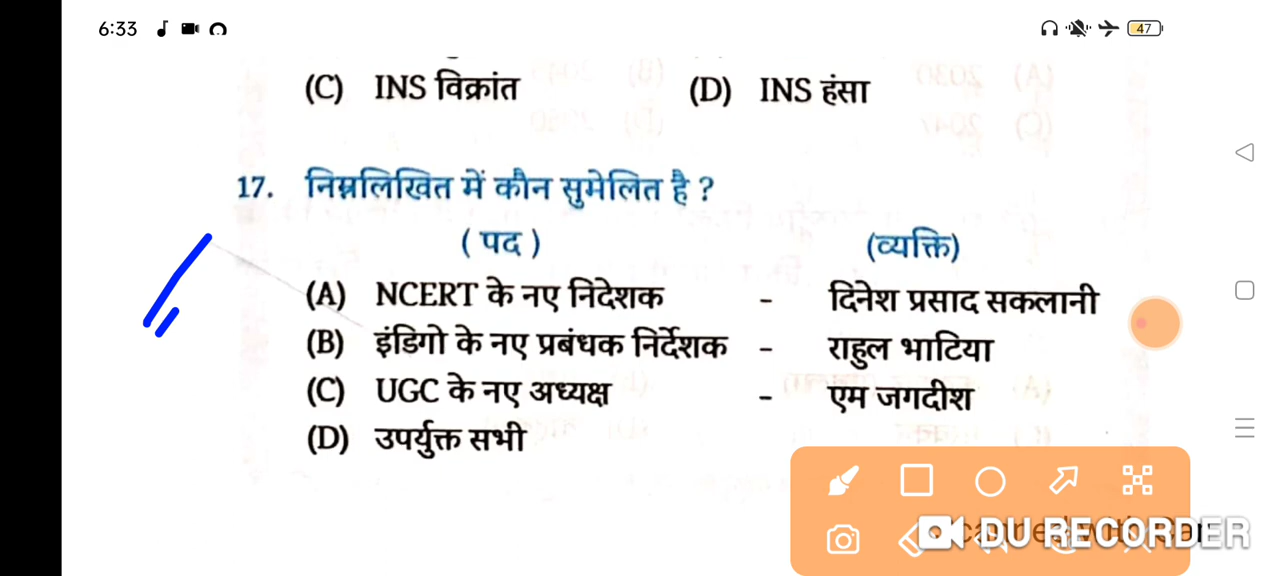 6:33
47
(C) INS विक्रांत (D) INS हंसा
17. निम्नलिखित में कौन सुमेलित है ?
( पद ) (व्यक्ति)
(A) NCERT के नए निदेशक - दिनेश प्रसाद सकलानी
(B) इंडिगो के नए प्रबंधक निर्देशक - राहुल भाटिया
(C) UGC के नए अध्यक्ष - एम जगदीश
(D) उपर्युक्त सभी
DU RECORDER